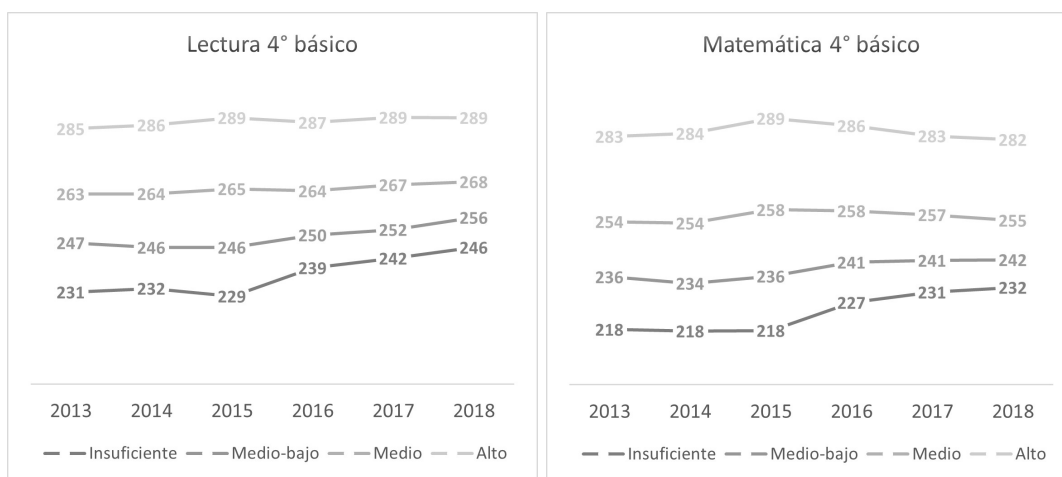 Lectura 4° básico
285 286 289 287 289 289
263 264 265 264 267 268
247 246 246 250 252 256
231 232 229 239 242 246
2013 2014 2015 2016 2017 2018
Insuficiente Medio-bajo Medio Alto
Matemática 4° básico
283 284 289 286 283 282
254 254 258 258 257 255
236 234 236 241 241 242
218 218 218 227 231 232
2013 2014 2015 2016 2017 2018
Insuficiente Medio-bajo Medio Alto